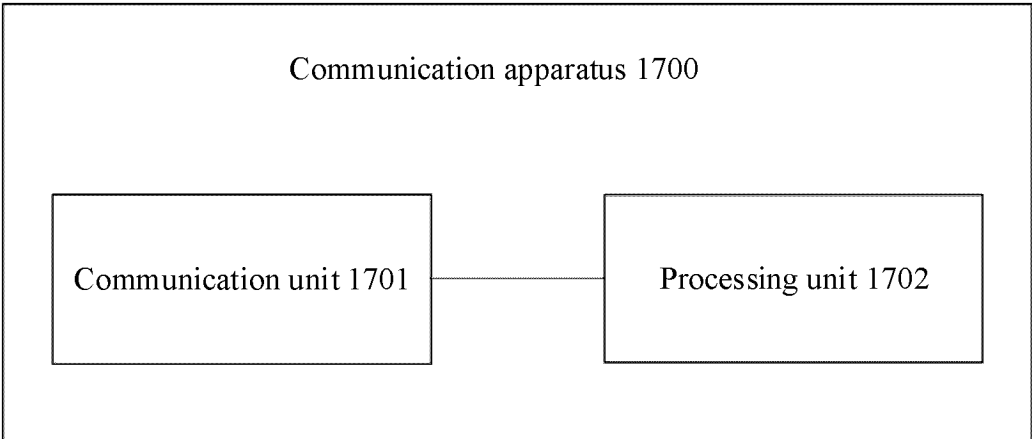 Communication apparatus 1700
Communication unit 1701
Processing unit 1702